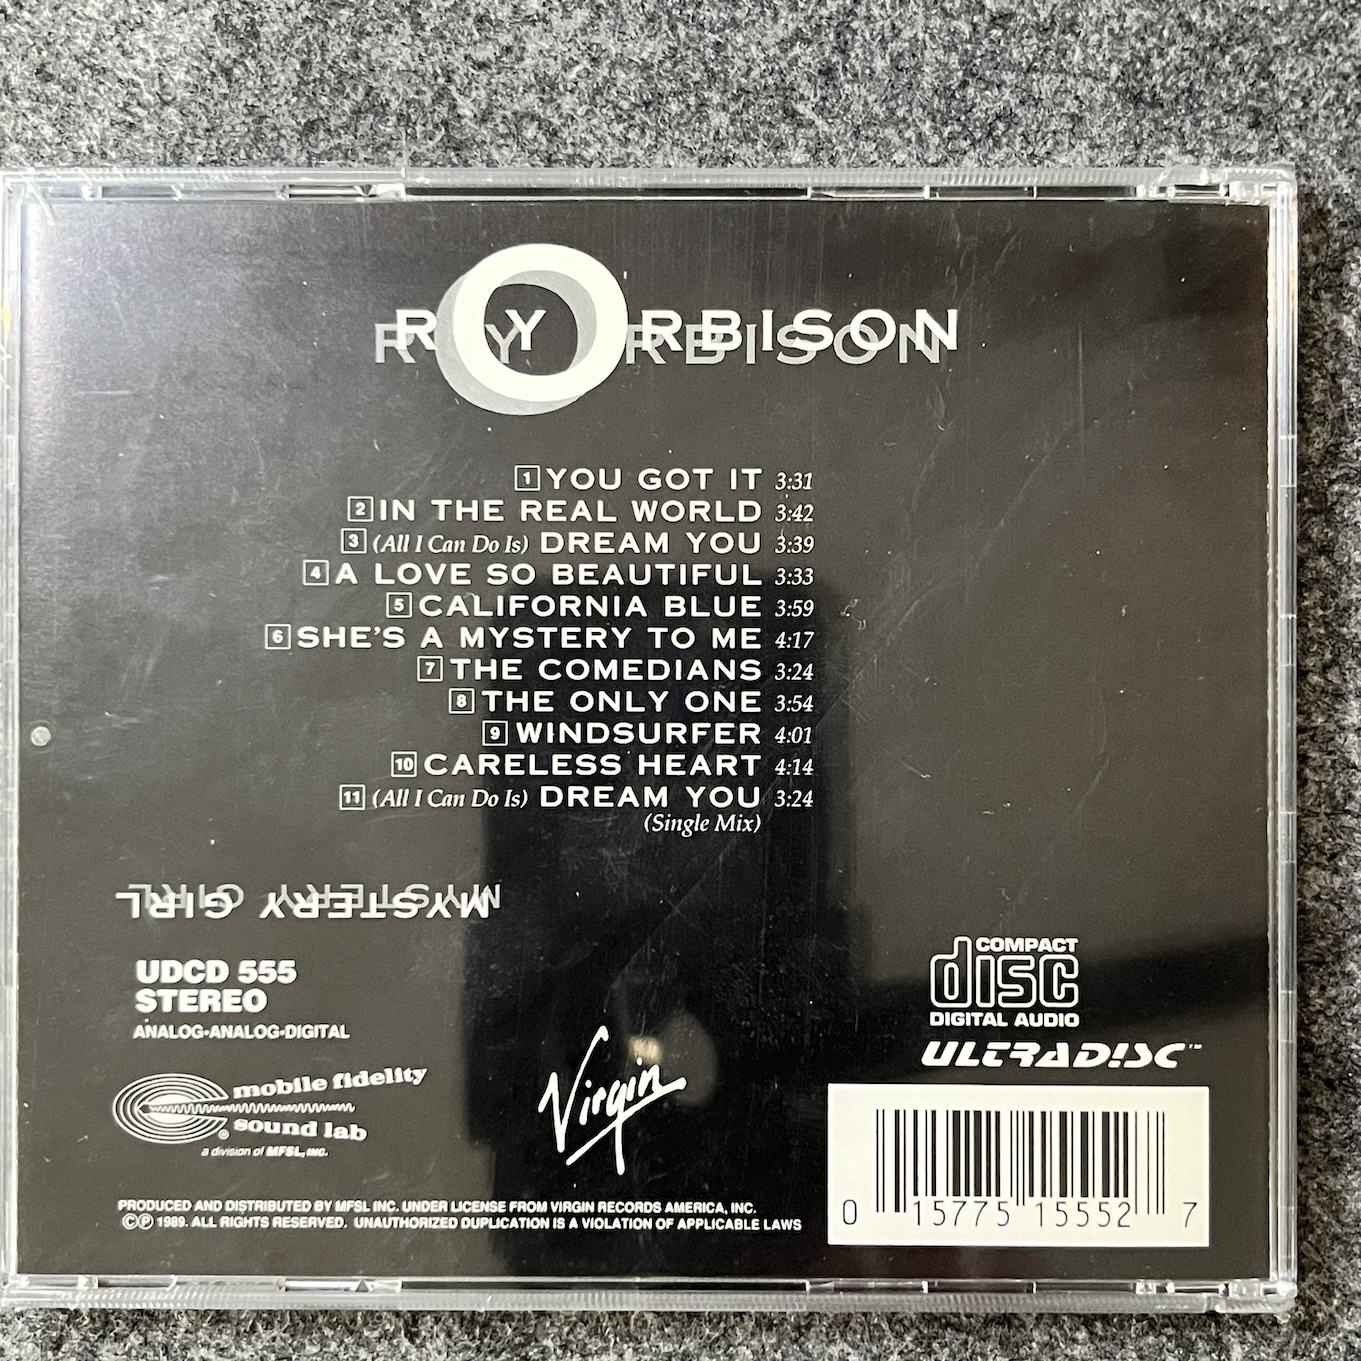 ROY ORBISON
1 YOU GOT IT 3:31
2 IN THE REAL WORLD 3:42
3 (All I Can Do Is) DREAM YOU 3:39
4 A LOVE SO BEAUTIFUL 3:33
5 CALIFORNIA BLUE 3:59
6 SHE'S A MYSTERY TO ME 4:17
7 THE COMEDIANS 3:24
8 THE ONLY ONE 3:54
9 WINDSURFER 4:01
10 CARELESS HEART 4:14
11 (All I Can Do Is) DREAM YOU 3:24
(Single Mix)
MYSTERY GIRL
UDCD 555
STEREO
ANALOG•ANALOG•DIGITAL
mobile fidelity
sound lab
®
a division of MFSL, INC.
Virgin
COMPACT
disc
DIGITAL AUDIO
ULTRADISC™
PRODUCED AND DISTRIBUTED BY MFSL INC. UNDER LICENSE FROM VIRGIN RECORDS AMERICA, INC.
©℗ 1989. ALL RIGHTS RESERVED. UNAUTHORIZED DUPLICATION IS A VIOLATION OF APPLICABLE LAWS
0 15775 15552 7